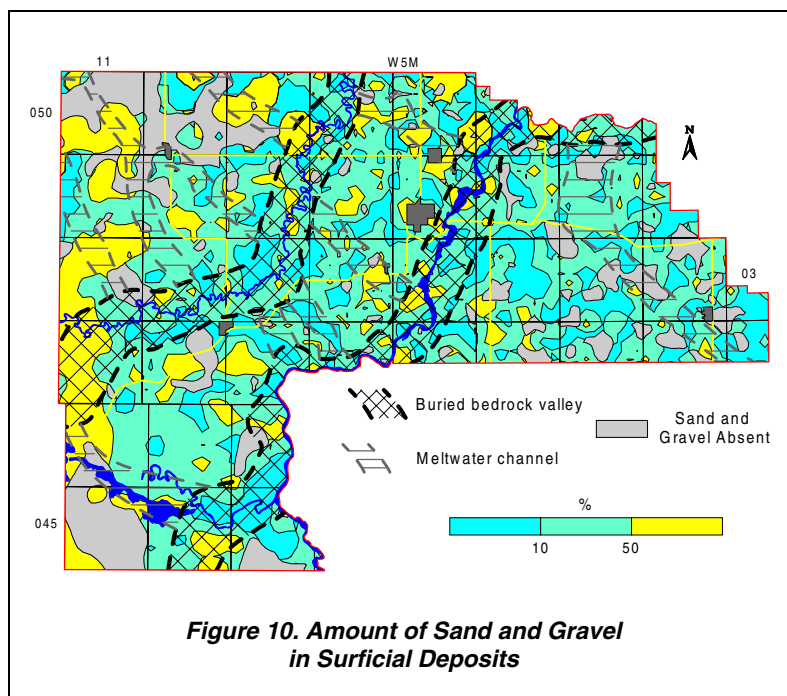 11
W5M
050
N
03
Buried bedrock valley
Sand and
Gravel Absent
Meltwater channel
%
045
10
50
Figure 10. Amount of Sand and Gravel
in Surficial Deposits